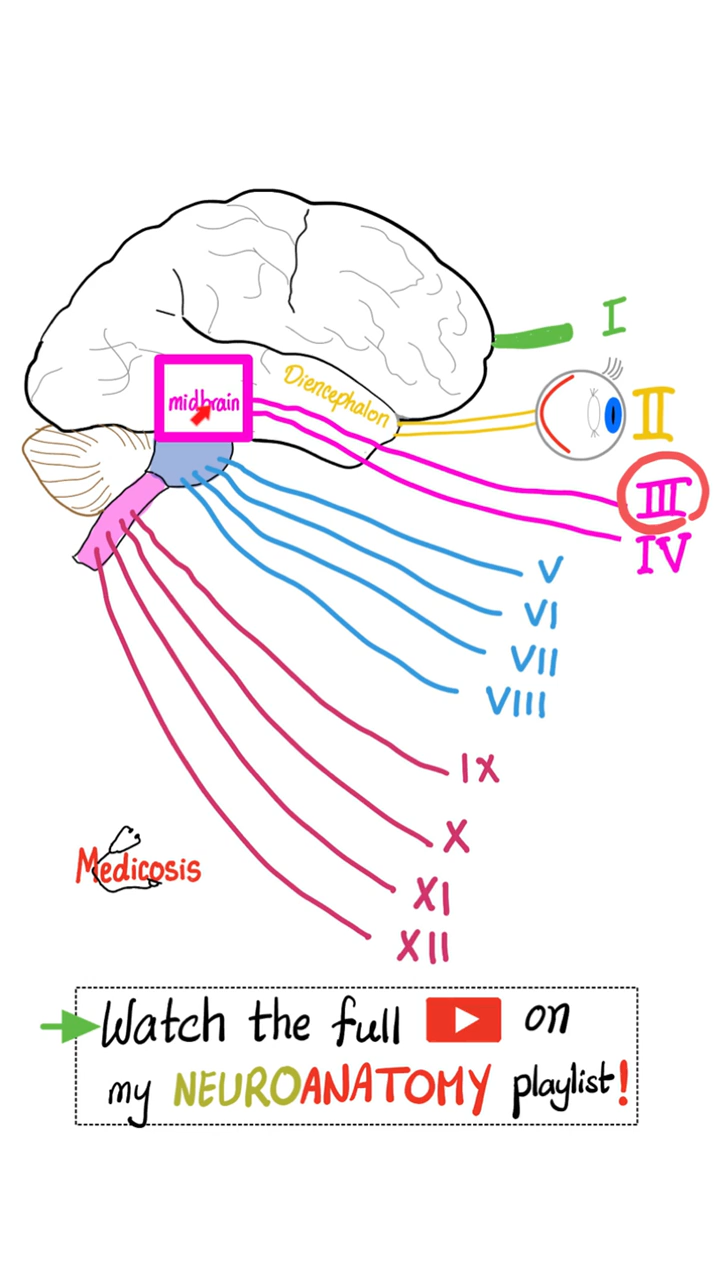 I
Diencephalon
midbrain
II
III
IV
V
VI
VII
VIII
IX
X
XI
XII
Medicosis
Watch the full on
my NEUROANATOMY playlist!